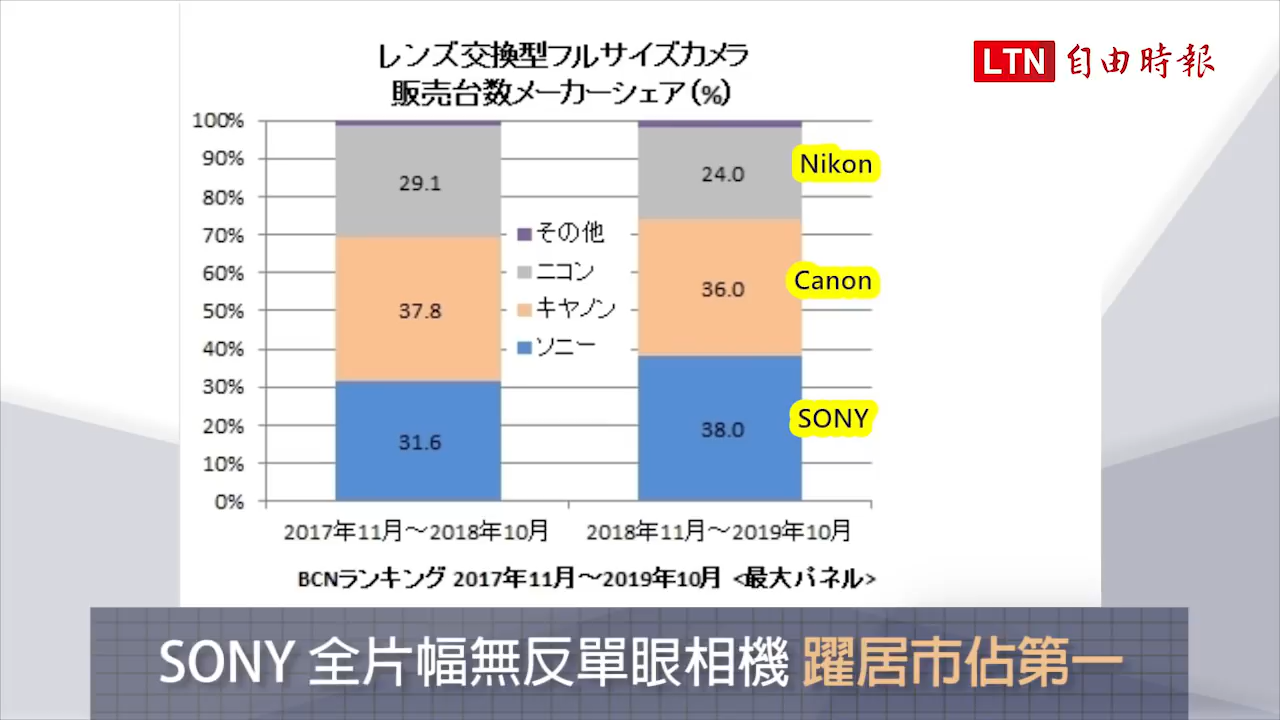 レンズ交換型フルサイズカメラ
販売台数メーカーシェア(%)
LTN 自由時報
100%
90%
80%
70%
60%
50%
40%
30%
20%
10%
0%
29.1
37.8
31.6
その他
ニコン
キヤノン
ソニー
24.0
36.0
38.0
Nikon
Canon
SONY
2017年11月～2018年10月
2018年11月～2019年10月
BCNランキング 2017年11月～2019年10月 <最大パネル>
SONY 全片幅無反單眼相機 躍居市佔第一